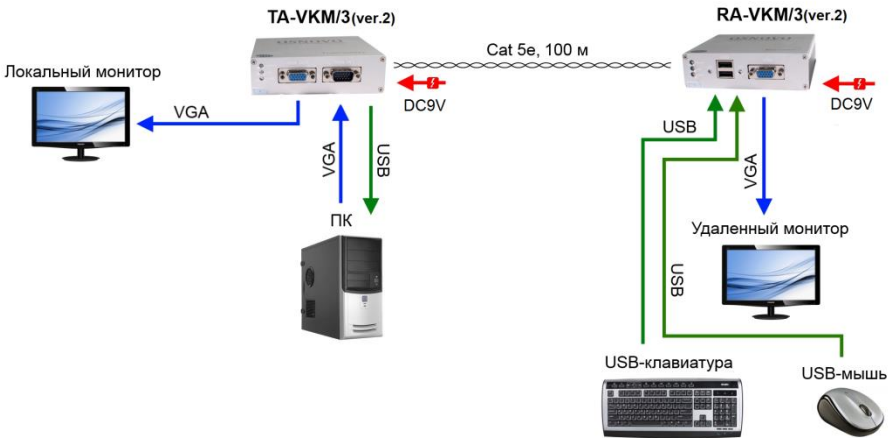 TA-VKM/3(ver.2)
RA-VKM/3(ver.2)
Cat 5e, 100 м
Локальный монитор
DC9V
DC9V
VGA
USB
VGA
USB
VGA
ПК
Удаленный монитор
USB
USB-клавиатура
USB-мышь